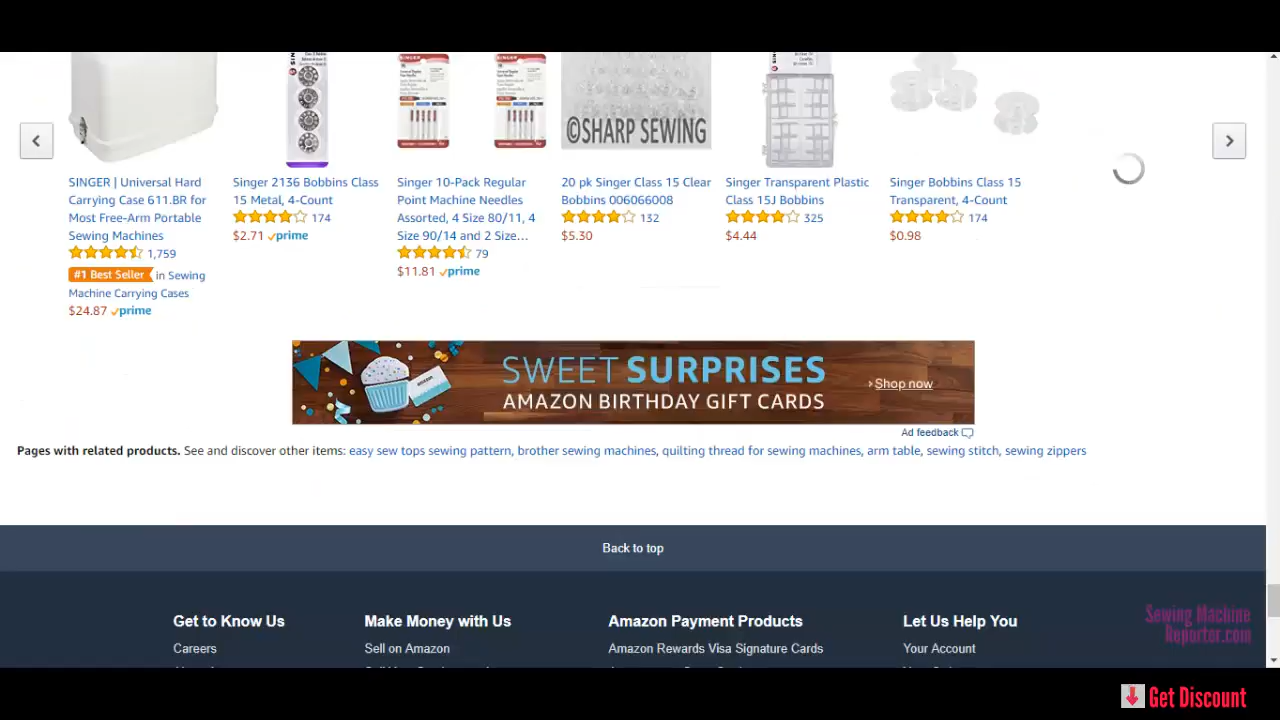 ©SHARP SEWING
SINGER | Universal Hard
Carrying Case 611.BR for
Most Free-Arm Portable
Sewing Machines
1,759
#1 Best Seller in Sewing
Machine Carrying Cases
$24.87 prime
Singer 2136 Bobbins Class
15 Metal, 4-Count
174
$2.71 prime
Singer 10-Pack Regular
Point Machine Needles
Assorted, 4 Size 80/11, 4
Size 90/14 and 2 Size...
79
$11.81 prime
20 pk Singer Class 15 Clear
Bobbins 006066008
132
$5.30
Singer Transparent Plastic
Class 15J Bobbins
325
$4.44
Singer Bobbins Class 15
Transparent, 4-Count
174
$0.98
SWEET SURPRISES
AMAZON BIRTHDAY GIFT CARDS
Shop now
Ad feedback
Pages with related products. See and discover other items: easy sew tops sewing pattern, brother sewing machines, quilting thread for sewing machines, arm table, sewing stitch, sewing zippers
Back to top
Get to Know Us
Careers
Make Money with Us
Sell on Amazon
Amazon Payment Products
Amazon Rewards Visa Signature Cards
Let Us Help You
Your Account
Sewing Machine
Reporter.com
Get Discount